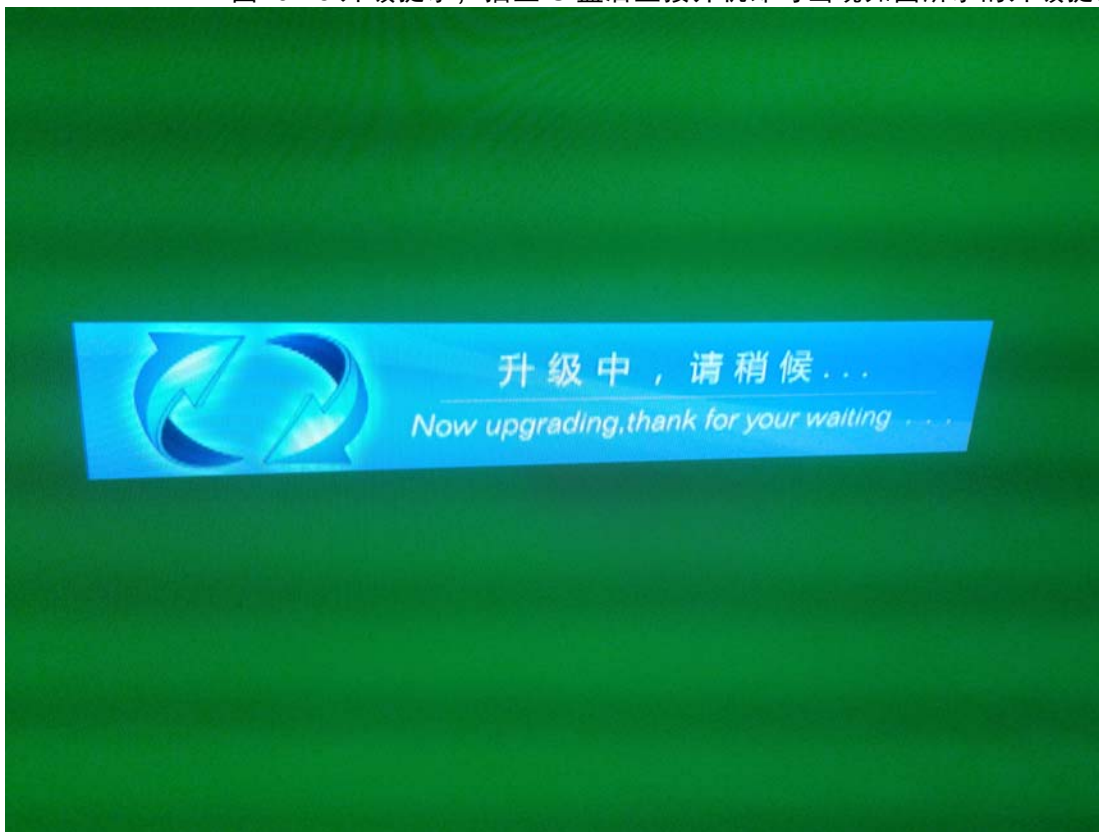 升级中，请稍候...
Now upgrading,thank for your waiting . . .